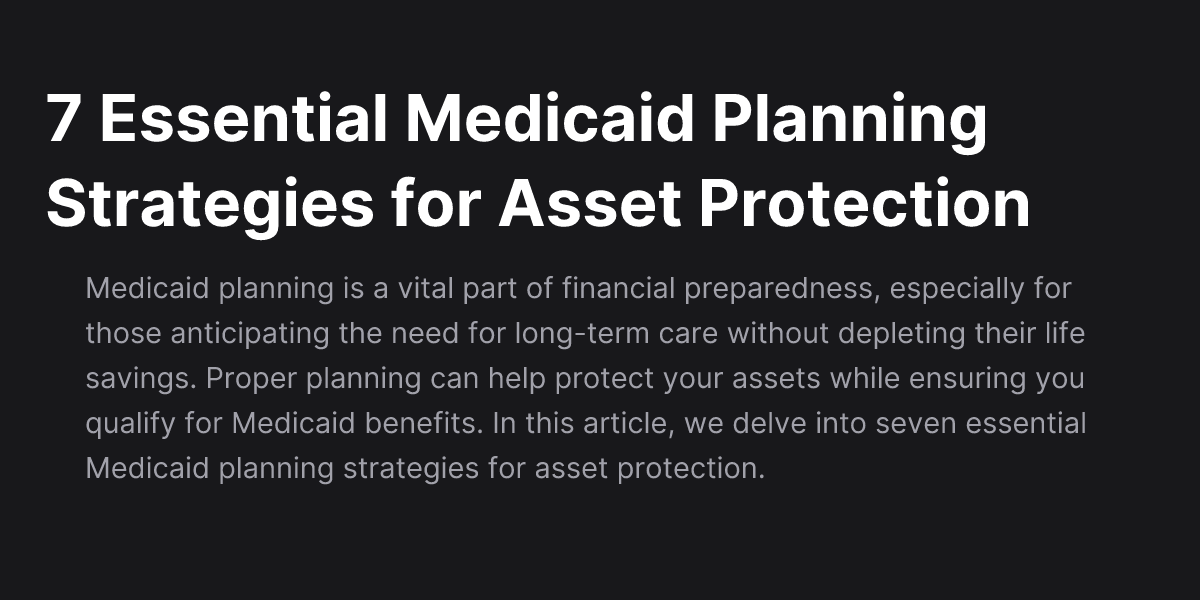 7 Essential Medicaid Planning
Strategies for Asset Protection
Medicaid planning is a vital part of financial preparedness, especially for
those anticipating the need for long-term care without depleting their life
savings. Proper planning can help protect your assets while ensuring you
qualify for Medicaid benefits. In this article, we delve into seven essential
Medicaid planning strategies for asset protection.